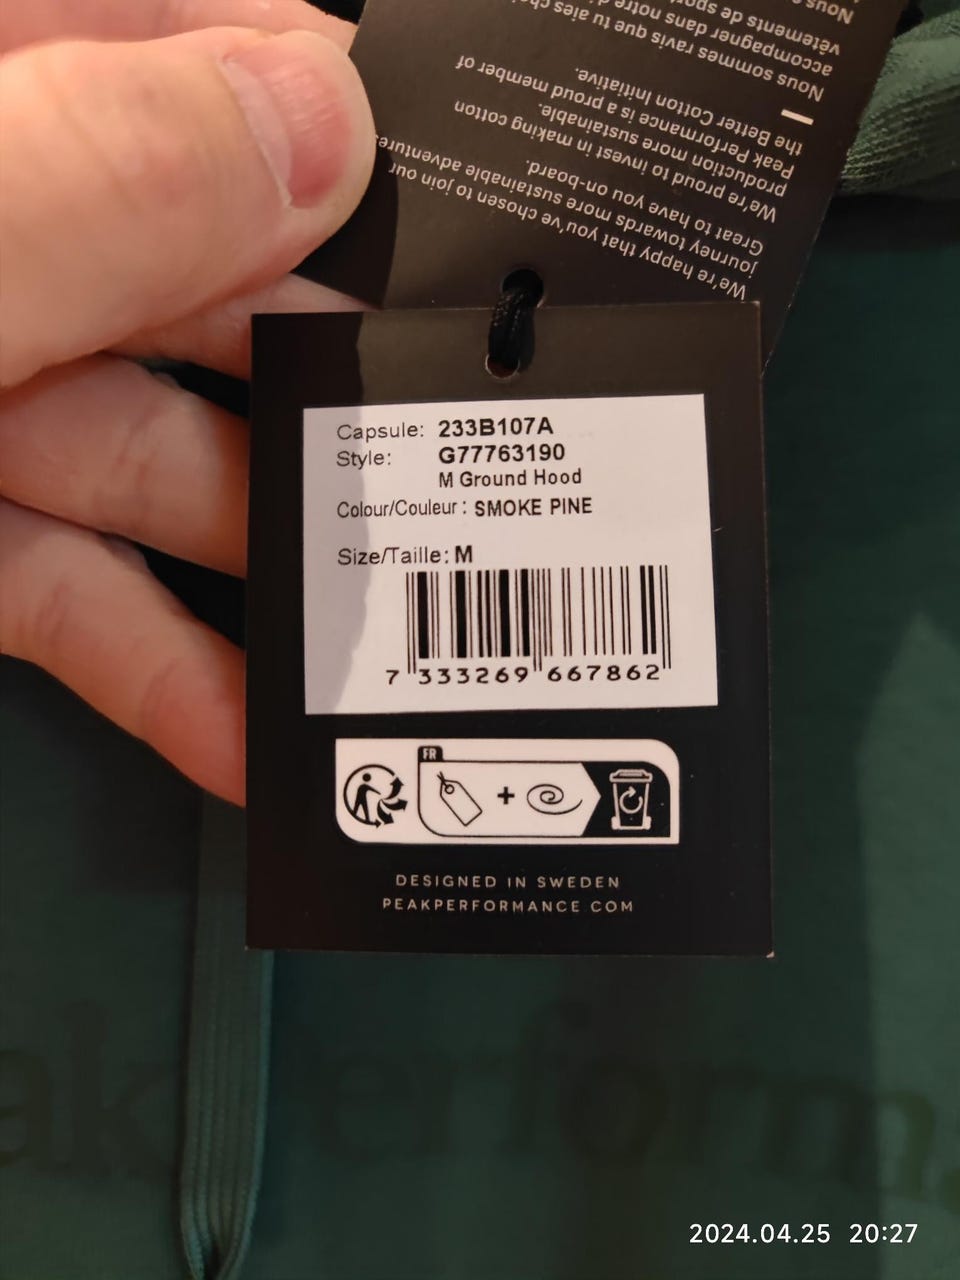 We're happy that you've chosen to join our
journey towards more sustainable adventures
Great to have you on-board.
We're proud to invest in making cotton
production more sustainable.
Peak Performance is a proud member of
the Better Cotton Initiative.
Nous sommes ravis que tu aies
accompagner dans notre
vêtements de
Nous
Capsule: 233B107A
Style: G77763190
M Ground Hood
Colour/Couleur : SMOKE PINE
Size/Taille: M
7 333269 667862
FR
+
DESIGNED IN SWEDEN
PEAKPERFORMANCE.COM
ak Perform.
2024.04.25 20:27